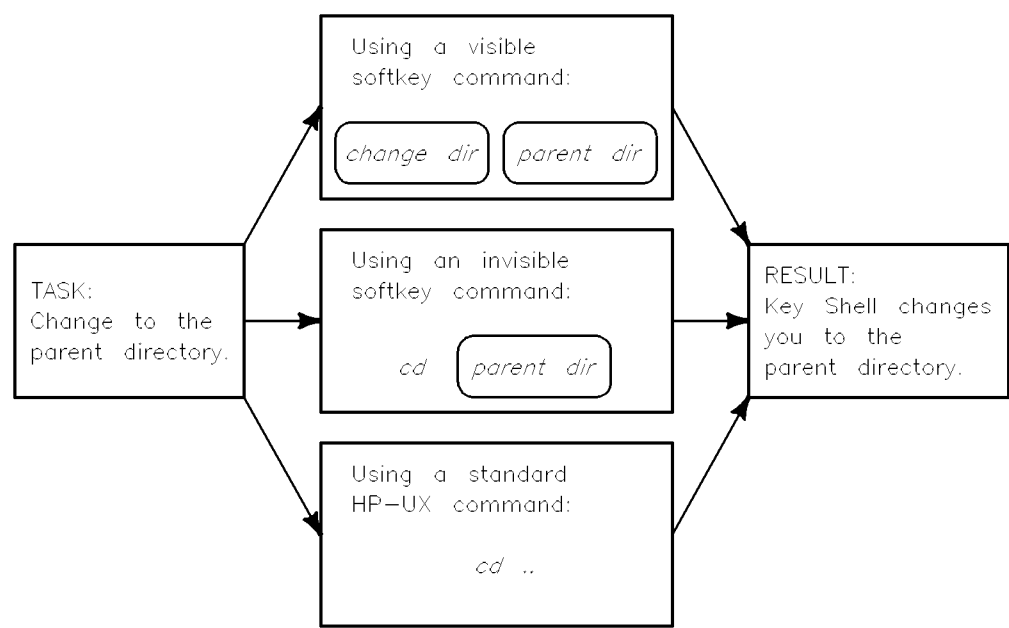 TASK:
Change to the
parent directory.
Using a visible
softkey command:
change dir parent dir
Using an invisible
softkey command:
cd parent dir
Using a standard
HP-UX command:
cd ..
RESULT:
Key Shell changes
you to the
parent directory.